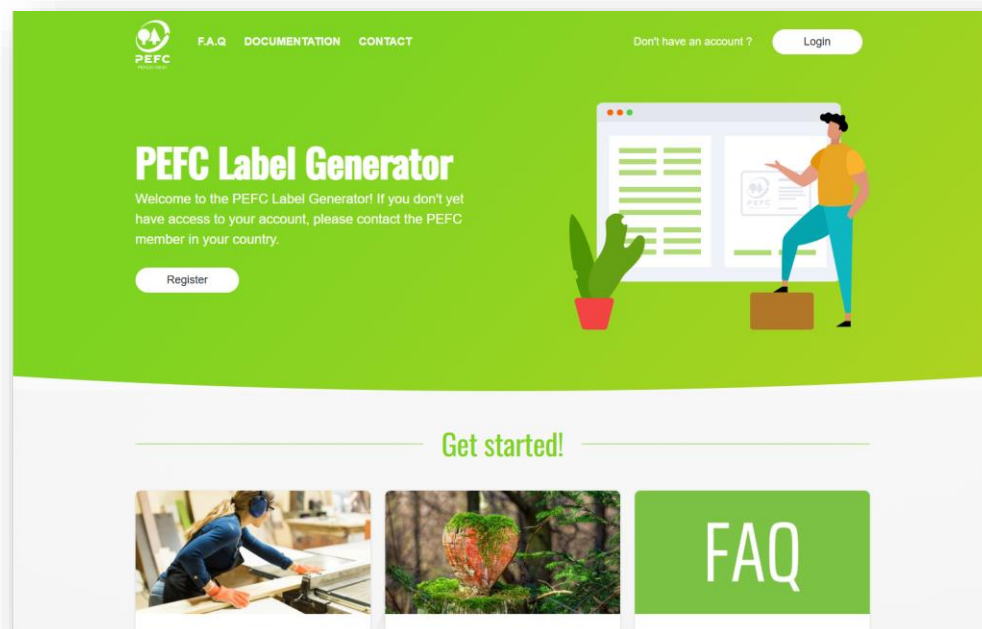 F.A.Q DOCUMENTATION CONTACT
Don't have an account ? Login
PEFC
PEFC Label Generator
Welcome to the PEFC Label Generator! If you don't yet
have access to your account, please contact the PEFC
member in your country.
Register
PEFC
Get started!
FAQ